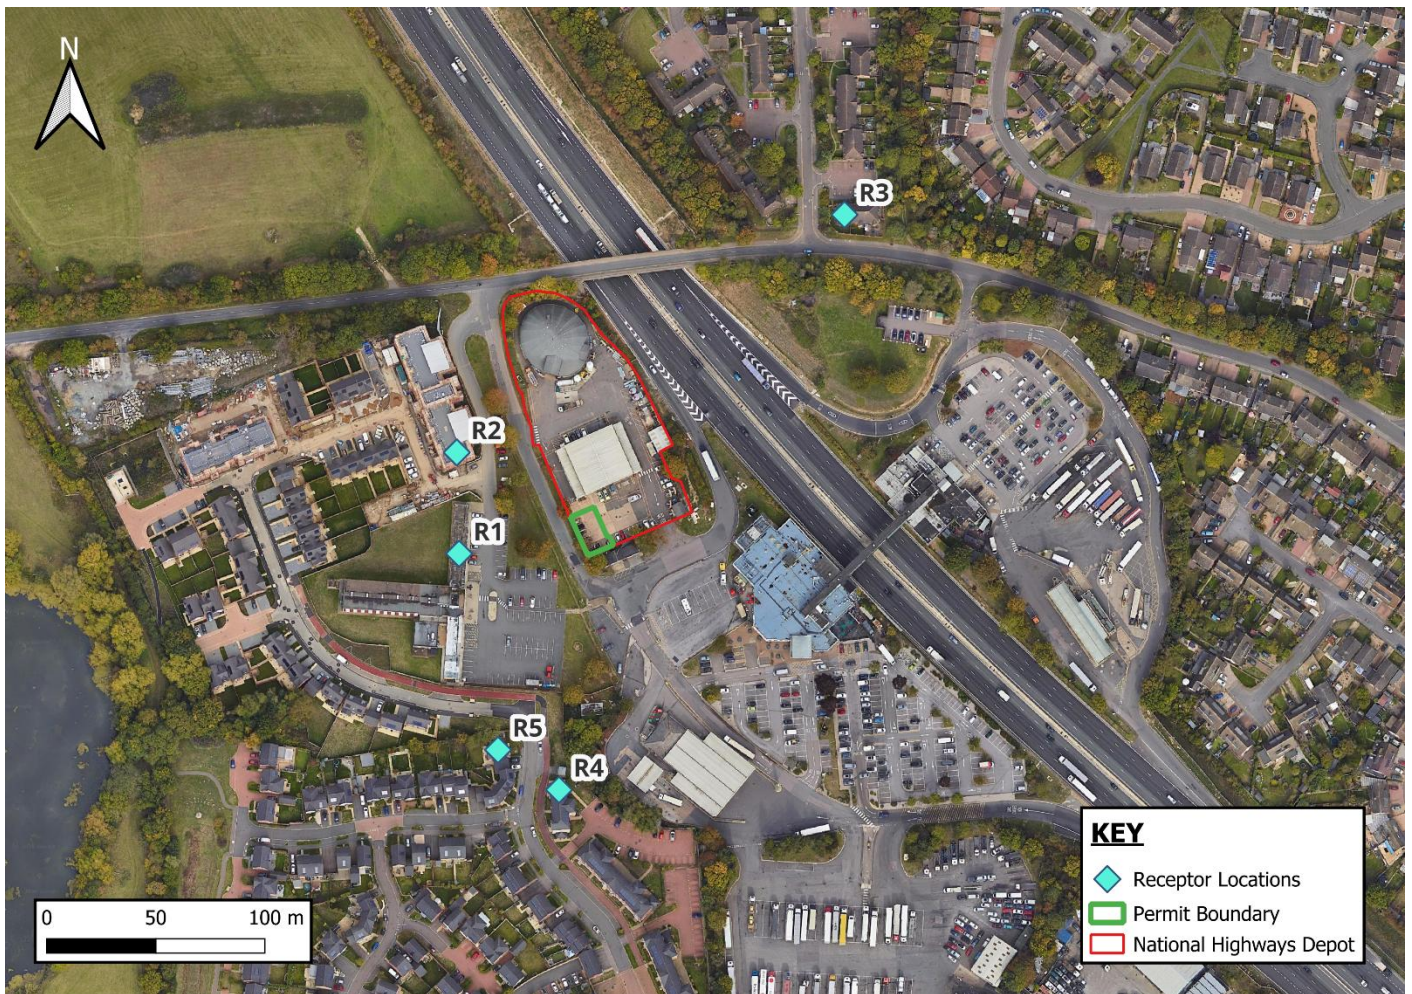 N
R3
R2
R1
R5
R4
KEY
Receptor Locations
Permit Boundary
National Highways Depot
0 50 100 m